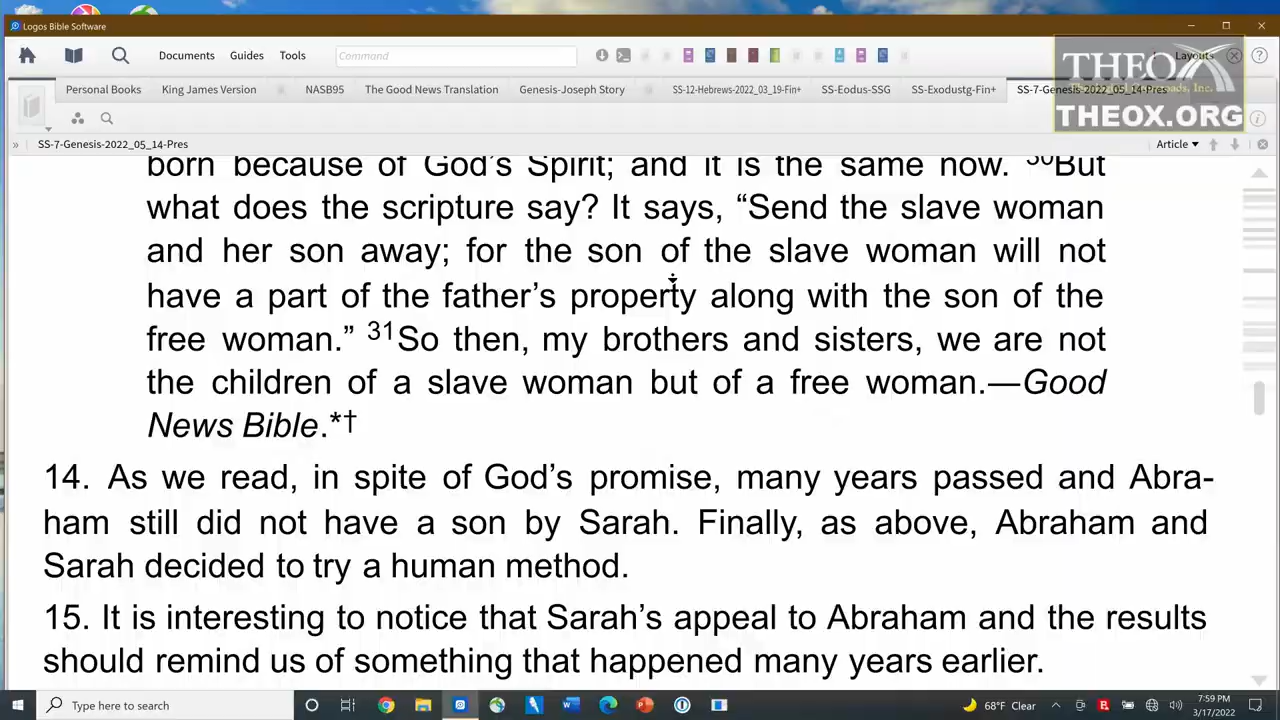 Logos Bible Software
Documents Guides Tools Command Layouts
THEOX
THEOX.ORG
Personal Books King James Version NASB95 The Good News Translation Genesis-Joseph Story SS-12-Hebrews-2022_03_19-Fin+ SS-Eodus-SSG SS-Exodustg-Fin+ SS-7-Genesis-2022_05_14-Pres
» SS-7-Genesis-2022_05_14-Pres Article
born because of God’s Spirit; and it is the same now. 30But
what does the scripture say? It says, “Send the slave woman
and her son away; for the son of the slave woman will not
have a part of the father’s property along with the son of the
free woman.” 31So then, my brothers and sisters, we are not
the children of a slave woman but of a free woman.—Good
News Bible.*†
14. As we read, in spite of God’s promise, many years passed and Abra-
ham still did not have a son by Sarah. Finally, as above, Abraham and
Sarah decided to try a human method.
15. It is interesting to notice that Sarah’s appeal to Abraham and the results
should remind us of something that happened many years earlier.
Type here to search 68°F Clear 7:59 PM
3/17/2022